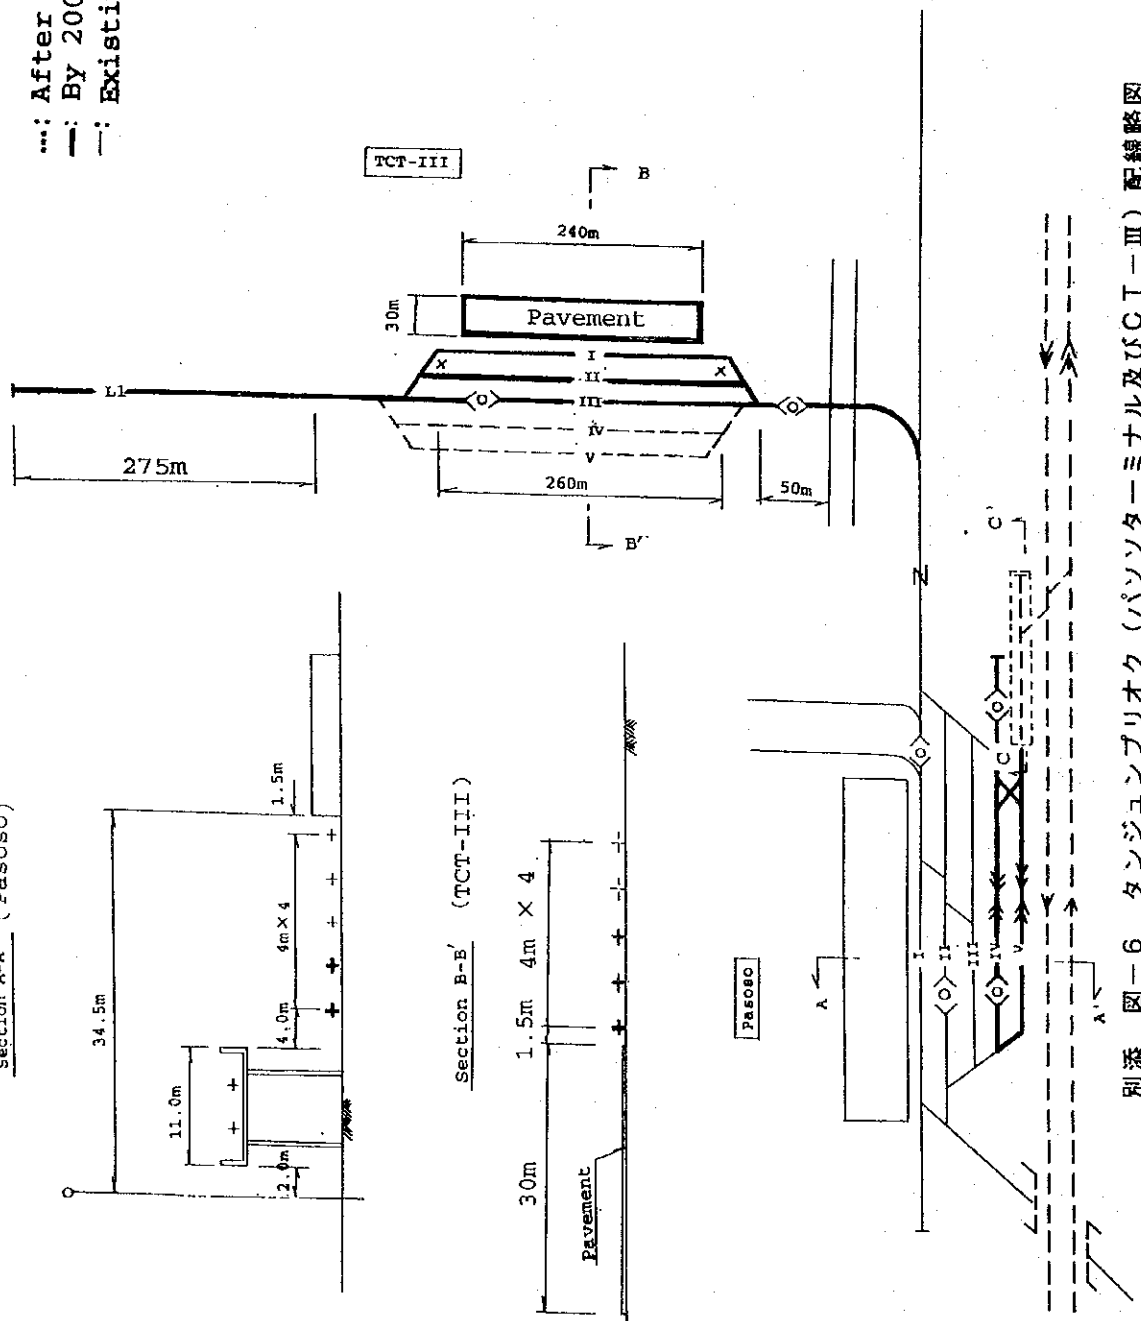 ┅: After
━: By 200
─: Existi
TCT-III
B
240m
30m
Pavement
L1
I
II
III
IV
V
275m
260m
50m
B'
Section A-A' (Pasoso)
34.5m
1.5m
4m×4
4.0m
11.0m
2.0m
Section B-B' (TCT-III)
1.5m 4m × 4
30m
Pavement
Pasoso
A
I
II
III
IV
V
C
C'
A'
別添 図-6 タンジュンプリオク（パソソターミナル及びCT-Ⅲ）配線略図